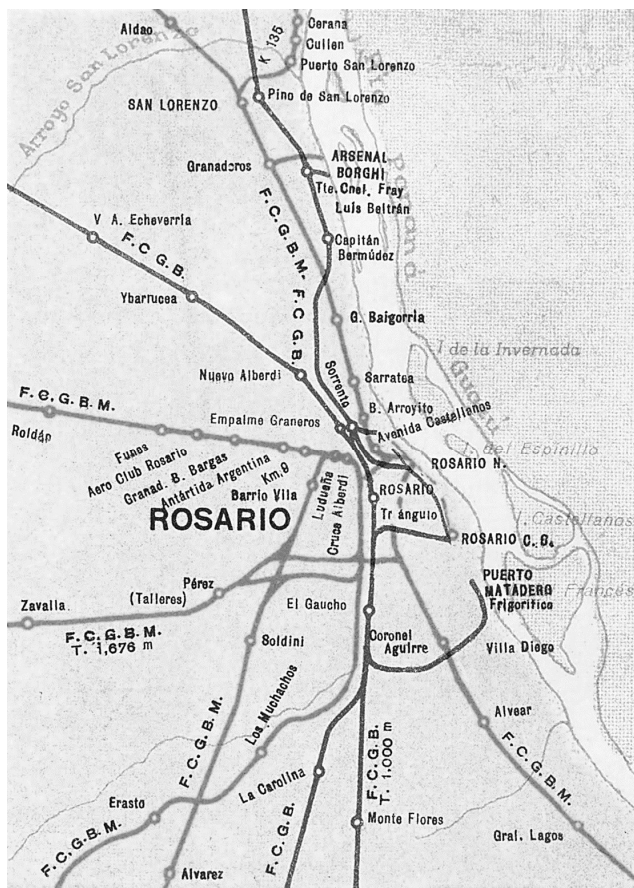 Aldao
Cerana
Cullen
Puerto San Lorenzo
K 135
Arroyo San Lorenzo
SAN LORENZO
Pino de San Lorenzo
Río
Paraná
Granaderos
ARSENAL
BORGHI
Tte. Cnel. Fray
Luis Beltrán
F. C. G. B. M.
F. C. G. B.
V A. Echeverria
F. C G. B.
Capitán
Bermúdez
Ybarrucea
G. Baigorria
I de la Invernada
Nuevo Alberdi
Sorrento
Sarratea
Guazú
F. C. G. B. M.
Roldán
Empalme Graneros
B. Arroyito
Avenida Castellanos
I. del Espinillo
Funes
Aero Club Rosario
Granad. B. Bargas
Antártida Argentina
Km. 9
Barrio Vila
Ludueña
Cruce Alberdi
ROSARIO N.
ROSARIO
ROSARIO
Triángulo
I. Castellanos
ROSARIO C. G.
PUERTO
MATADERO
Frigorífico
Francés
Pérez
(Talleres)
Zavalla
El Gaucho
F. C. G. B. M.
T. 1,676 m
Soldini
Coronel
Aguirre
Villa Diego
Los Muchachos
F. C. G. B. M.
Alvear
F. C. G. B. M.
La Carolina
F. C. G. B.
T. 1.000 m
Erasto
F. C. G. B. M.
F. C. G. B.
Monte Flores
Gral. Lagos
Alvarez